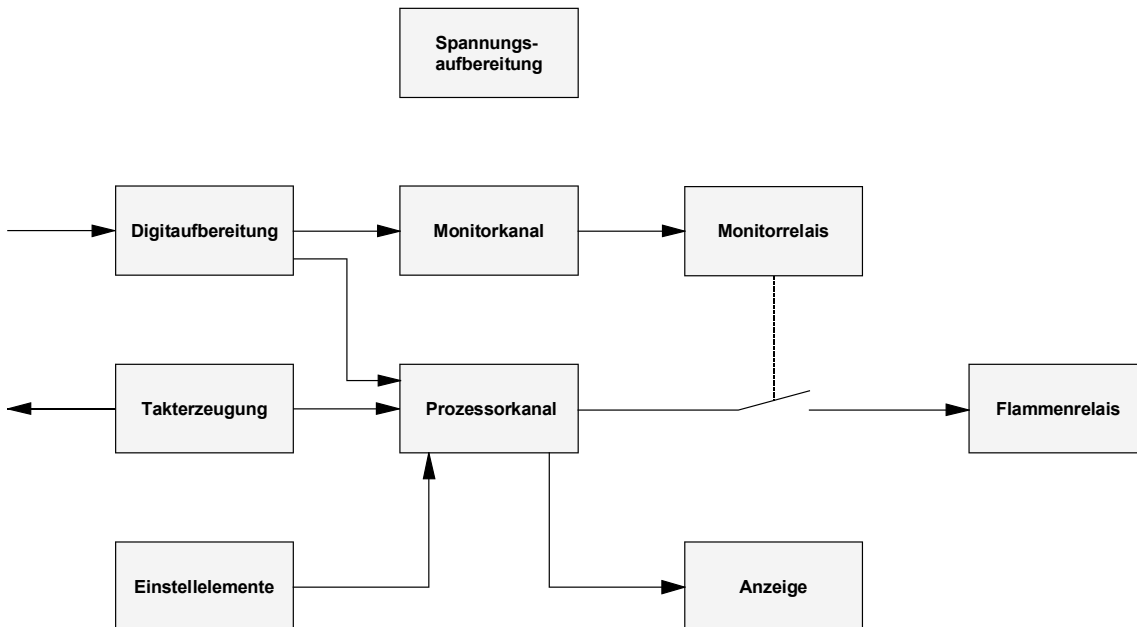 Spannungs-
aufbereitung
Digitaufbereitung
Monitorkanal
Monitorrelais
Takterzeugung
Prozessorkanal
Flammenrelais
Einstellelemente
Anzeige